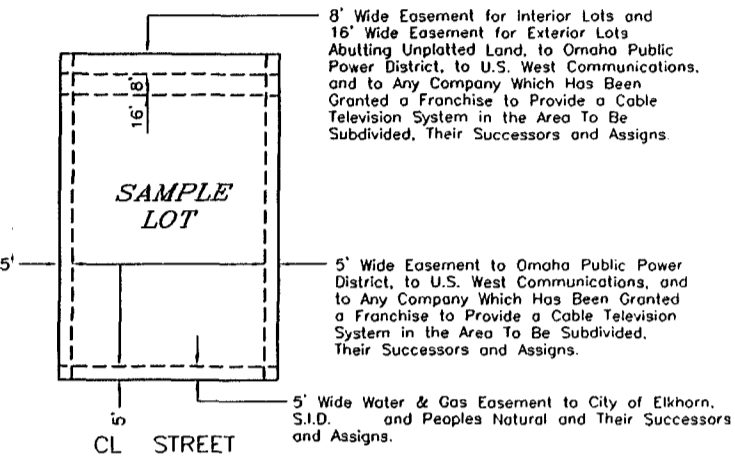 8' Wide Easement for Interior Lots and
16' Wide Easement for Exterior Lots
Abutting Unplatted Land, to Omaha Public
Power District, to U.S. West Communications,
and to Any Company Which Has Been
Granted a Franchise to Provide a Cable
Television System in the Area To Be
Subdivided, Their Successors and Assigns.
8'
16'
SAMPLE
LOT
5'
5' Wide Easement to Omaha Public Power
District, to U.S. West Communications, and
to Any Company Which Has Been Granted
a Franchise to Provide a Cable Television
System in the Area To Be Subdivided,
Their Successors and Assigns.
5' Wide Water & Gas Easement to City of Elkhorn,
S.I.D. and Peoples Natural and Their Successors
and Assigns.
5'
CL STREET